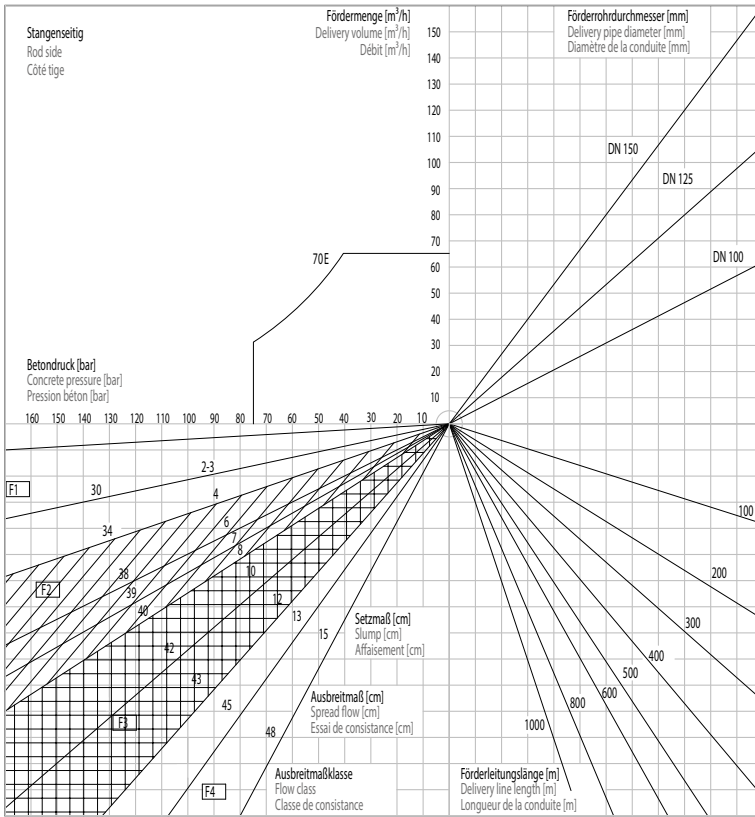 Stangenseitig
Rod side
Côté tige
Fördermenge [m³/h]
Delivery volume [m³/h]
Débit [m³/h]
Förderrohrdurchmesser [mm]
Delivery pipe diameter [mm]
Diamètre de la conduite [mm]
150
140
130
120
110
100
90
80
70
60
50
40
30
20
10
DN 150
DN 125
DN 100
70E
Betondruck [bar]
Concrete pressure [bar]
Pression béton [bar]
160 150 140 130 120 110 100 90 80 70 60 50 40 30 20 10
2-3
F1
30
4
34
6
7
8
38
F2
39
10
40
12
13
15
42
43
F3
45
48
F4
Setzmaß [cm]
Slump [cm]
Affaisement [cm]
Ausbreitmaß [cm]
Spread flow [cm]
Essai de consistance [cm]
Ausbreitmaßklasse
Flow class
Classe de consistance
100
200
300
400
500
600
800
1000
Förderleitungslänge [m]
Delivery line length [m]
Longueur de la conduite [m]